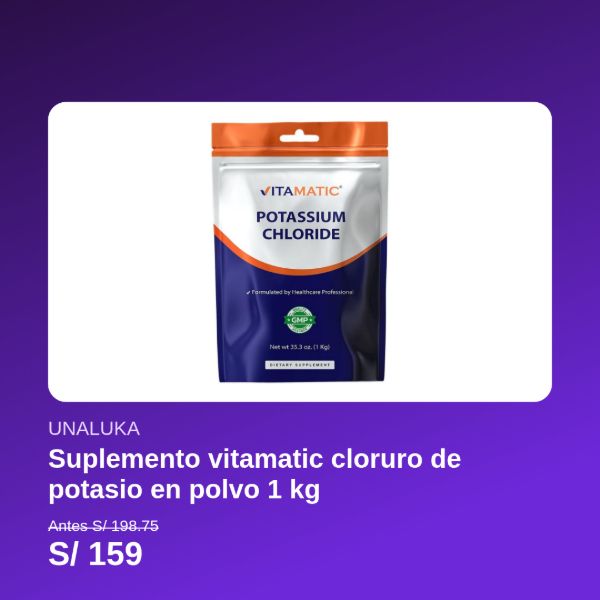 VITAMATIC®
POTASSIUM
CHLORIDE
✓ Formulated by Healthcare Professional
GMP
Net wt 35.3 oz. (1 Kg)
DIETARY SUPPLEMENT
UNALUKA
Suplemento vitamatic cloruro de
potasio en polvo 1 kg
Antes S/ 198.75
S/ 159